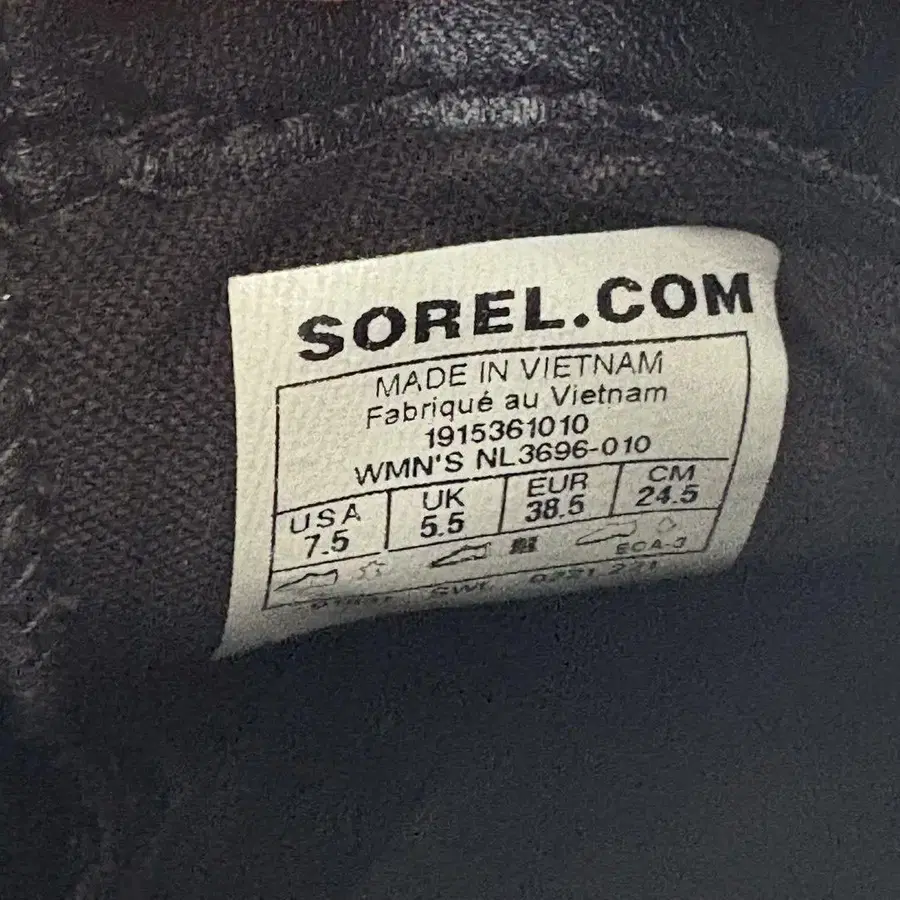 SOREL.COM
MADE IN VIETNAM
Fabriqué au Vietnam
1915361010
WMN'S NL3696-010
USA UK EUR CM
7.5 5.5 38.5 24.5
ECA-3